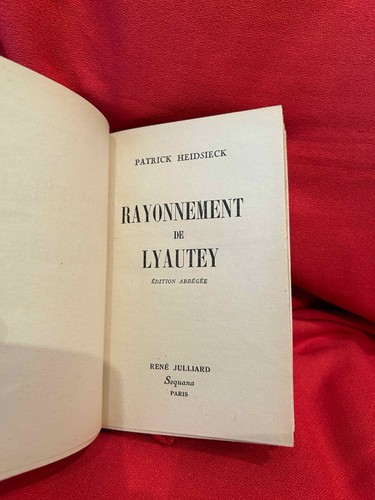 PATRICK HEIDSIECK
RAYONNEMENT
DE
LYAUTEY
ÉDITION ABRÉGÉE
RENÉ JULLIARD
Sequana
PARIS